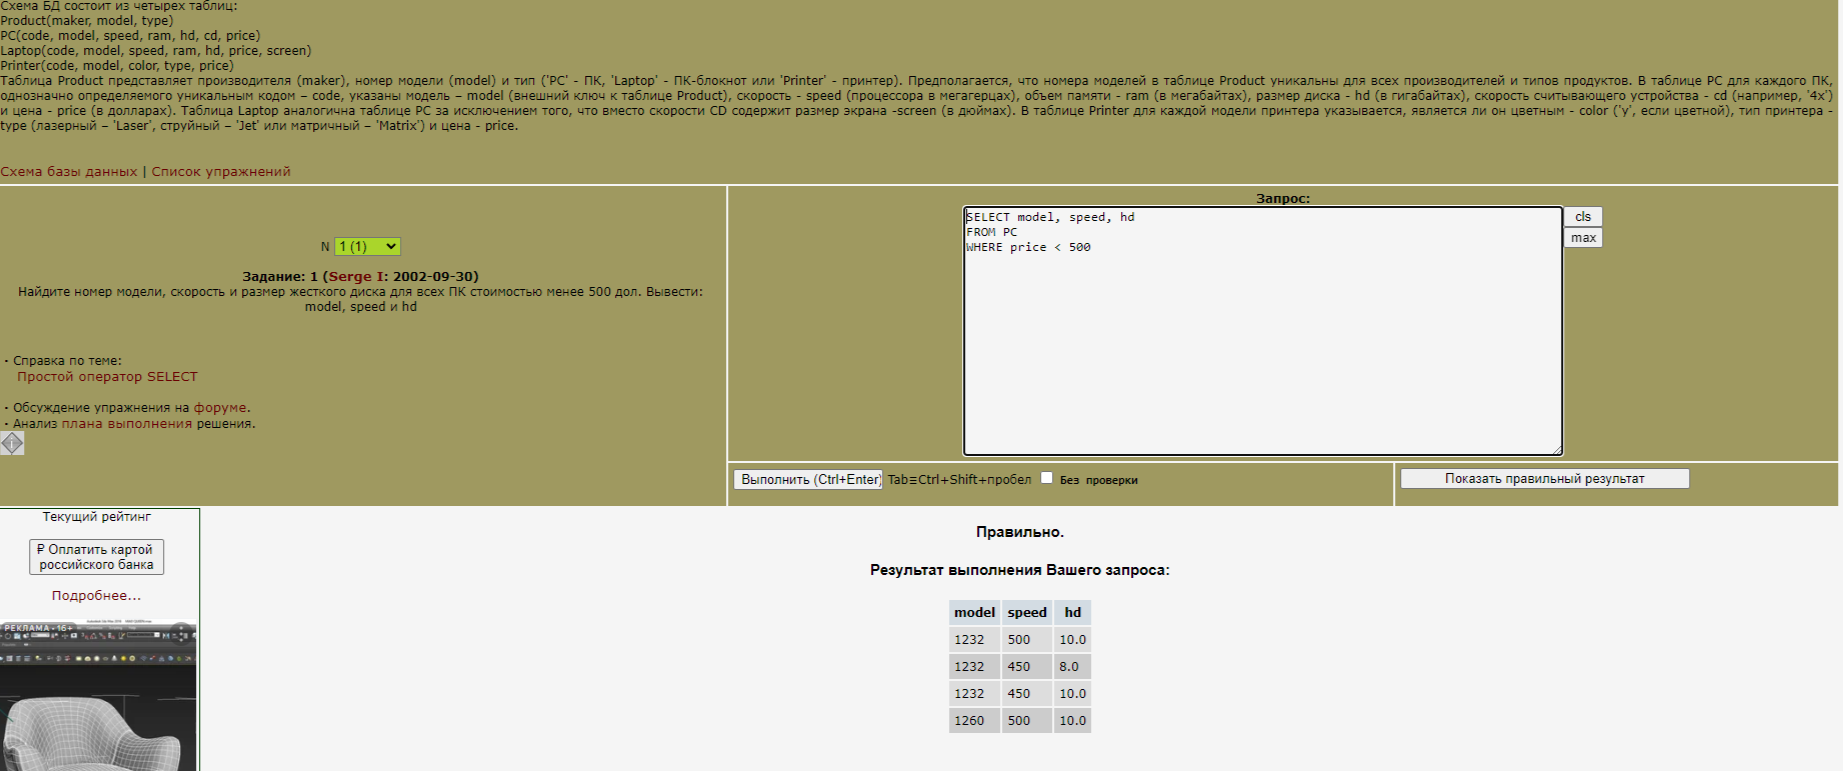 Схема БД состоит из четырех таблиц:
Product(maker, model, type)
PC(code, model, speed, ram, hd, cd, price)
Laptop(code, model, speed, ram, hd, price, screen)
Printer(code, model, color, type, price)
Таблица Product представляет производителя (maker), номер модели (model) и тип ('PC' - ПК, 'Laptop' - ПК-блокнот или 'Printer' - принтер). Предполагается, что номера моделей в таблице Product уникальны для всех производителей и типов продуктов. В таблице PC для каждого ПК,
однозначно определяемого уникальным кодом – code, указаны модель – model (внешний ключ к таблице Product), скорость - speed (процессора в мегагерцах), объем памяти - ram (в мегабайтах), размер диска - hd (в гигабайтах), скорость считывающего устройства - cd (например, '4x')
и цена - price (в долларах). Таблица Laptop аналогична таблице PC за исключением того, что вместо скорости CD содержит размер экрана -screen (в дюймах). В таблице Printer для каждой модели принтера указывается, является ли он цветным - color ('y', если цветной), тип принтера -
type (лазерный – 'Laser', струйный – 'Jet' или матричный – 'Matrix') и цена - price.
Схема базы данных | Список упражнений
N 1 (1)
Задание: 1 (Serge I: 2002-09-30)
Найдите номер модели, скорость и размер жесткого диска для всех ПК стоимостью менее 500 дол. Вывести:
model, speed и hd
· Справка по теме:
Простой оператор SELECT
· Обсуждение упражнения на форуме.
· Анализ плана выполнения решения.
Запрос:
SELECT model, speed, hd
FROM PC
WHERE price < 500
cls
max
Выполнить (Ctrl+Enter) Tab≡Ctrl+Shift+пробел Без проверки
Показать правильный результат
Текущий рейтинг
₽ Оплатить картой
российского банка
Подробнее...
РЕКЛАМА • 16+
Правильно.
Результат выполнения Вашего запроса:
model speed hd
1232 500 10.0
1232 450 8.0
1232 450 10.0
1260 500 10.0